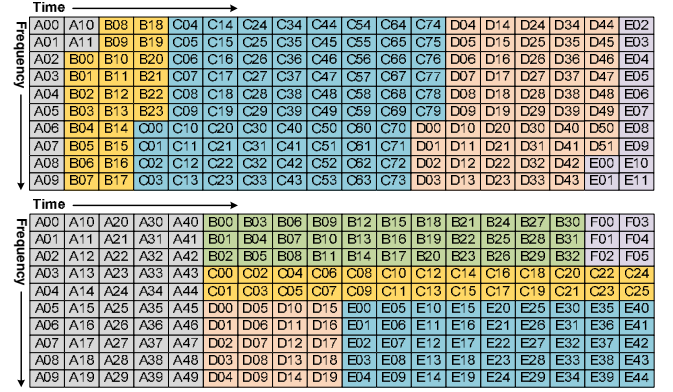 Time
Frequency
A00 A10 B08 B18 C04 C14 C24 C34 C44 C54 C64 C74 D04 D14 D24 D34 D44 E02
A01 A11 B09 B19 C05 C15 C25 C35 C45 C55 C65 C75 D05 D15 D25 D35 D45 E03
A02 B00 B10 B20 C06 C16 C26 C36 C46 C56 C66 C76 D06 D16 D26 D36 D46 E04
A03 B01 B11 B21 C07 C17 C27 C37 C47 C57 C67 C77 D07 D17 D27 D37 D47 E05
A04 B02 B12 B22 C08 C18 C28 C38 C48 C58 C68 C78 D08 D18 D28 D38 D48 E06
A05 B03 B13 B23 C09 C19 C29 C39 C49 C59 C69 C79 D09 D19 D29 D39 D49 E07
A06 B04 B14 C00 C10 C20 C30 C40 C50 C60 C70 D00 D10 D20 D30 D40 D50 E08
A07 B05 B15 C01 C11 C21 C31 C41 C51 C61 C71 D01 D11 D21 D31 D41 D51 E09
A08 B06 B16 C02 C12 C22 C32 C42 C52 C62 C72 D02 D12 D22 D32 D42 E00 E10
A09 B07 B17 C03 C13 C23 C33 C43 C53 C63 C73 D03 D13 D23 D33 D43 E01 E11
Time
Frequency
A00 A10 A20 A30 A40 B00 B03 B06 B09 B12 B15 B18 B21 B24 B27 B30 F00 F03
A01 A11 A21 A31 A41 B01 B04 B07 B10 B13 B16 B19 B22 B25 B28 B31 F01 F04
A02 A12 A22 A32 A42 B02 B05 B08 B11 B14 B17 B20 B23 B26 B29 B32 F02 F05
A03 A13 A23 A33 A43 C00 C02 C04 C06 C08 C10 C12 C14 C16 C18 C20 C22 C24
A04 A14 A24 A34 A44 C01 C03 C05 C07 C09 C11 C13 C15 C17 C19 C21 C23 C25
A05 A15 A25 A35 A45 D00 D05 D10 D15 E00 E05 E10 E15 E20 E25 E30 E35 E40
A06 A16 A26 A36 A46 D01 D06 D11 D16 E01 E06 E11 E16 E21 E26 E31 E36 E41
A07 A17 A27 A37 A47 D02 D07 D12 D17 E02 E07 E12 E17 E22 E27 E32 E37 E42
A08 A18 A28 A38 A48 D03 D08 D13 D18 E03 E08 E13 E18 E23 E28 E33 E38 E43
A09 A19 A29 A39 A49 D04 D09 D14 D19 E04 E09 E14 E19 E24 E29 E34 E39 E44